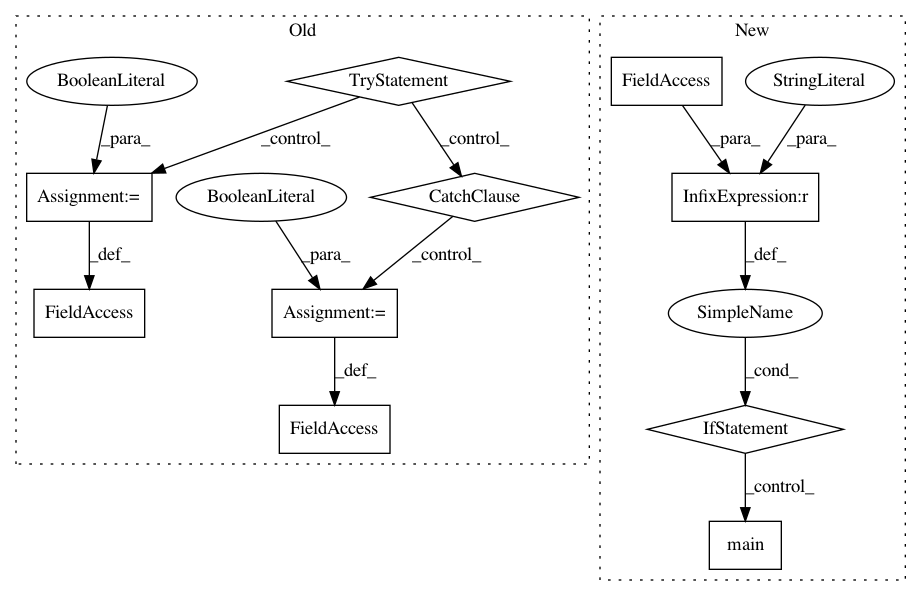 Old
New
BooleanLiteral
TryStatement
FieldAccess
StringLiteral
_para_
_control_
_control_
_para_
_para_
Assignment:=
BooleanLiteral
CatchClause
InfixExpression:r
_def_
_para_
_control_
_def_
FieldAccess
Assignment:=
SimpleName
_def_
_cond_
FieldAccess
IfStatement
_control_
main